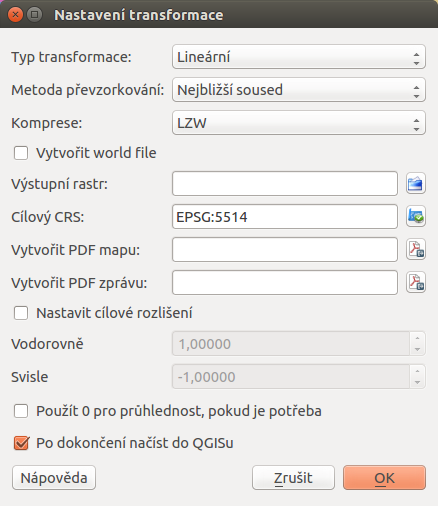 Nastavení transformace
Typ transformace: Lineární
Metoda převzorkování: Nejbližší soused
Komprese: LZW
Vytvořit world file
Výstupní rastr:
Cílový CRS: EPSG:5514
Vytvořit PDF mapu:
Vytvořit PDF zprávu:
Nastavit cílové rozlišení
Vodorovně 1,00000
Svisle -1,00000
Použít 0 pro průhlednost, pokud je potřeba
Po dokončení načíst do QGISu
Nápověda Zrušit OK